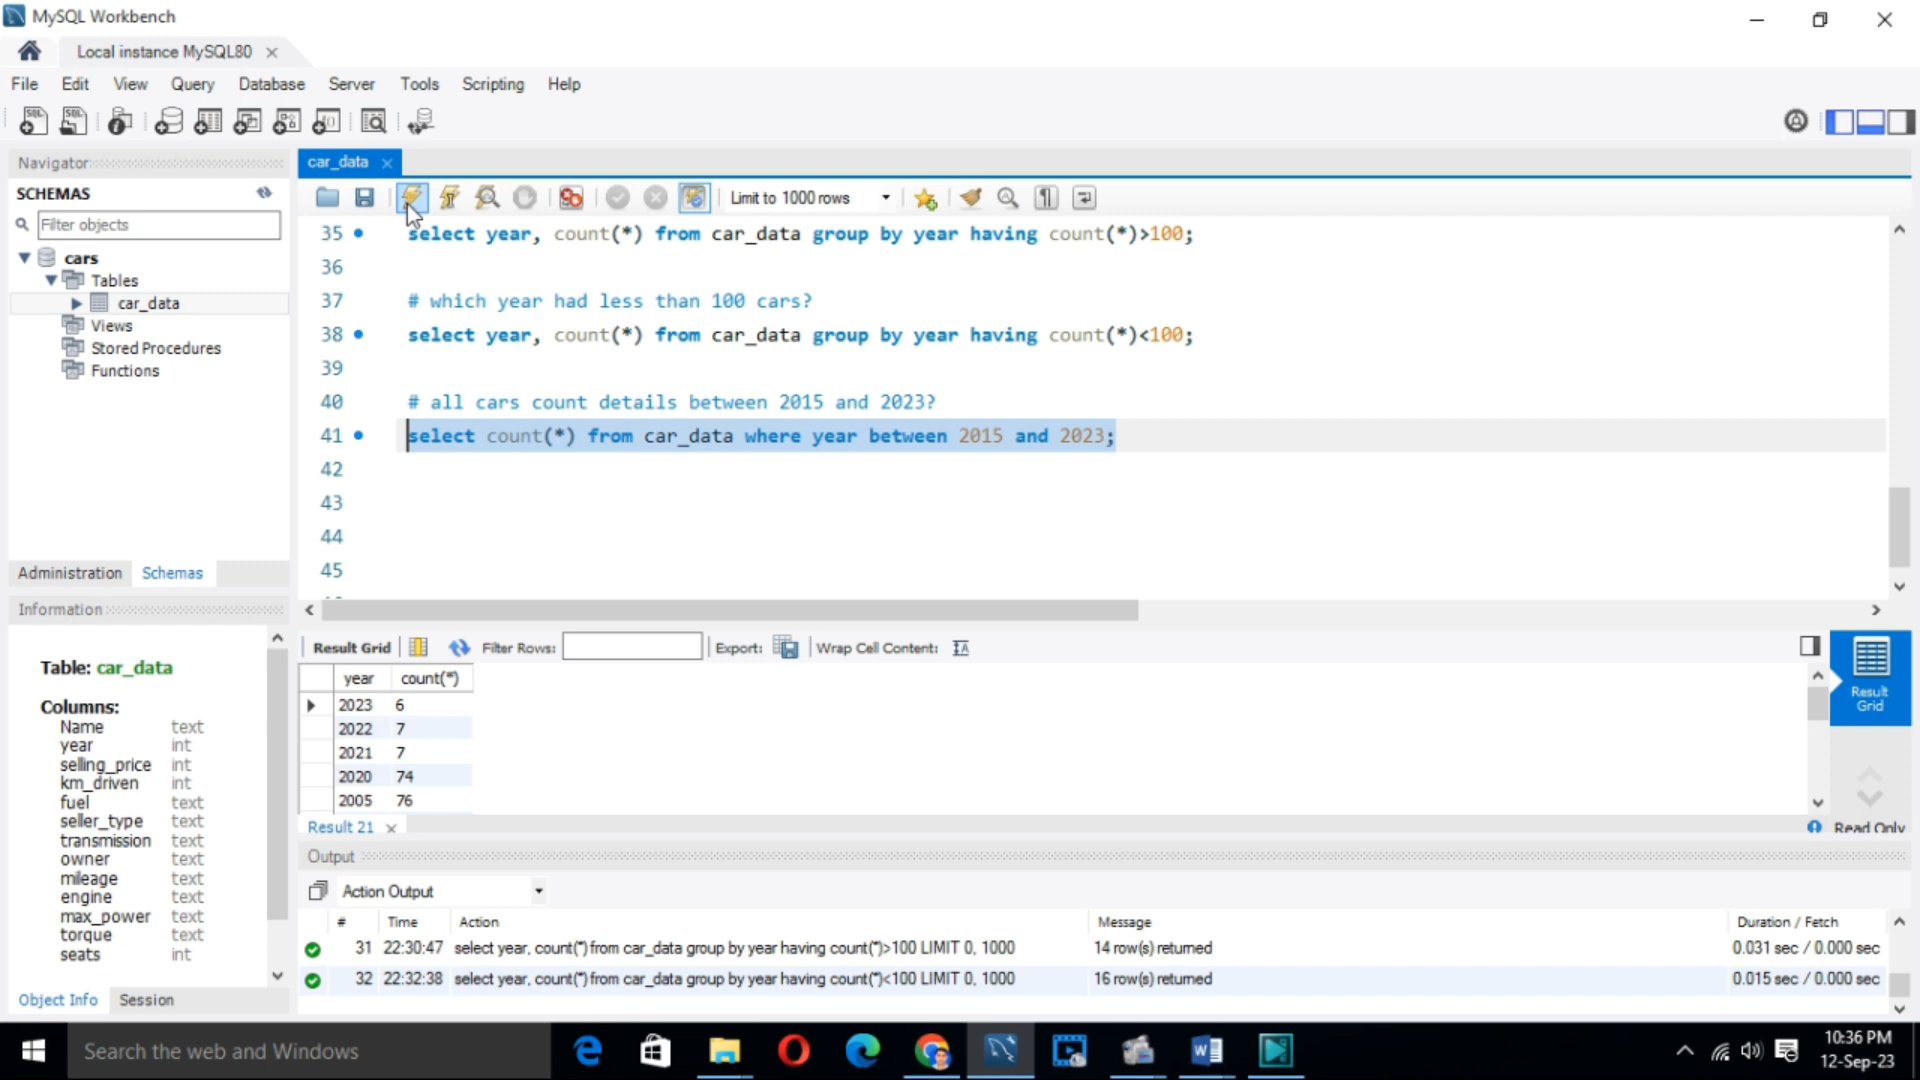 MySQL Workbench
Local instance MySQL80
File Edit View Query Database Server Tools Scripting Help
Navigator
SCHEMAS
Filter objects
cars
Tables
car_data
Views
Stored Procedures
Functions
Administration Schemas
Information
Table: car_data
Columns:
Name text
year int
selling_price int
km_driven int
fuel text
seller_type text
transmission text
owner text
mileage text
engine text
max_power text
torque text
seats int
Object Info Session
car_data
Limit to 1000 rows
35 select year, count(*) from car_data group by year having count(*)>100;
36
37 # which year had less than 100 cars?
38 select year, count(*) from car_data group by year having count(*)<100;
39
40 # all cars count details between 2015 and 2023?
41 select count(*) from car_data where year between 2015 and 2023;
42
43
44
45
Result Grid Filter Rows: Export: Wrap Cell Content:
year count(*)
2023 6
2022 7
2021 7
2020 74
2005 76
Result Grid
Result 21
Read Only
Output
Action Output
# Time Action Message Duration / Fetch
31 22:30:47 select year, count(*) from car_data group by year having count(*)>100 LIMIT 0, 1000 14 row(s) returned 0.031 sec / 0.000 sec
32 22:32:38 select year, count(*) from car_data group by year having count(*)<100 LIMIT 0, 1000 16 row(s) returned 0.015 sec / 0.000 sec
Search the web and Windows
10:36 PM
12-Sep-23